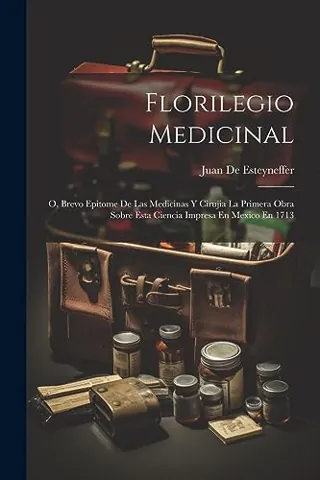 Florilegio
Medicinal
Juan De Esteyneffer
O, Brevo Epitome De Las Medicinas Y Cirujia La Primera Obra
Sobre Esta Ciencia Impresa En Mexico En 1713